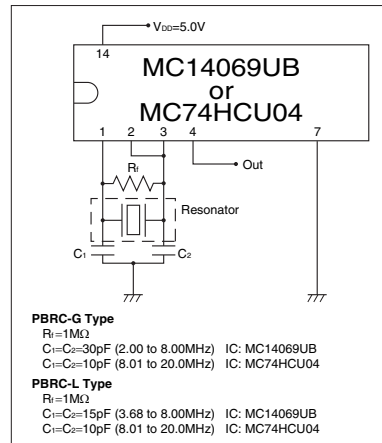 VDD=5.0V
14
MC14069UB
or
MC74HCU04
1 2 3 4 7
Rf
Out
Resonator
C1 C2
PBRC-G Type
Rf=1MΩ
C1=C2=30pF (2.00 to 8.00MHz) IC: MC14069UB
C1=C2=10pF (8.01 to 20.0MHz) IC: MC74HCU04
PBRC-L Type
Rf=1MΩ
C1=C2=15pF (3.68 to 8.00MHz) IC: MC14069UB
C1=C2=10pF (8.01 to 20.0MHz) IC: MC74HCU04